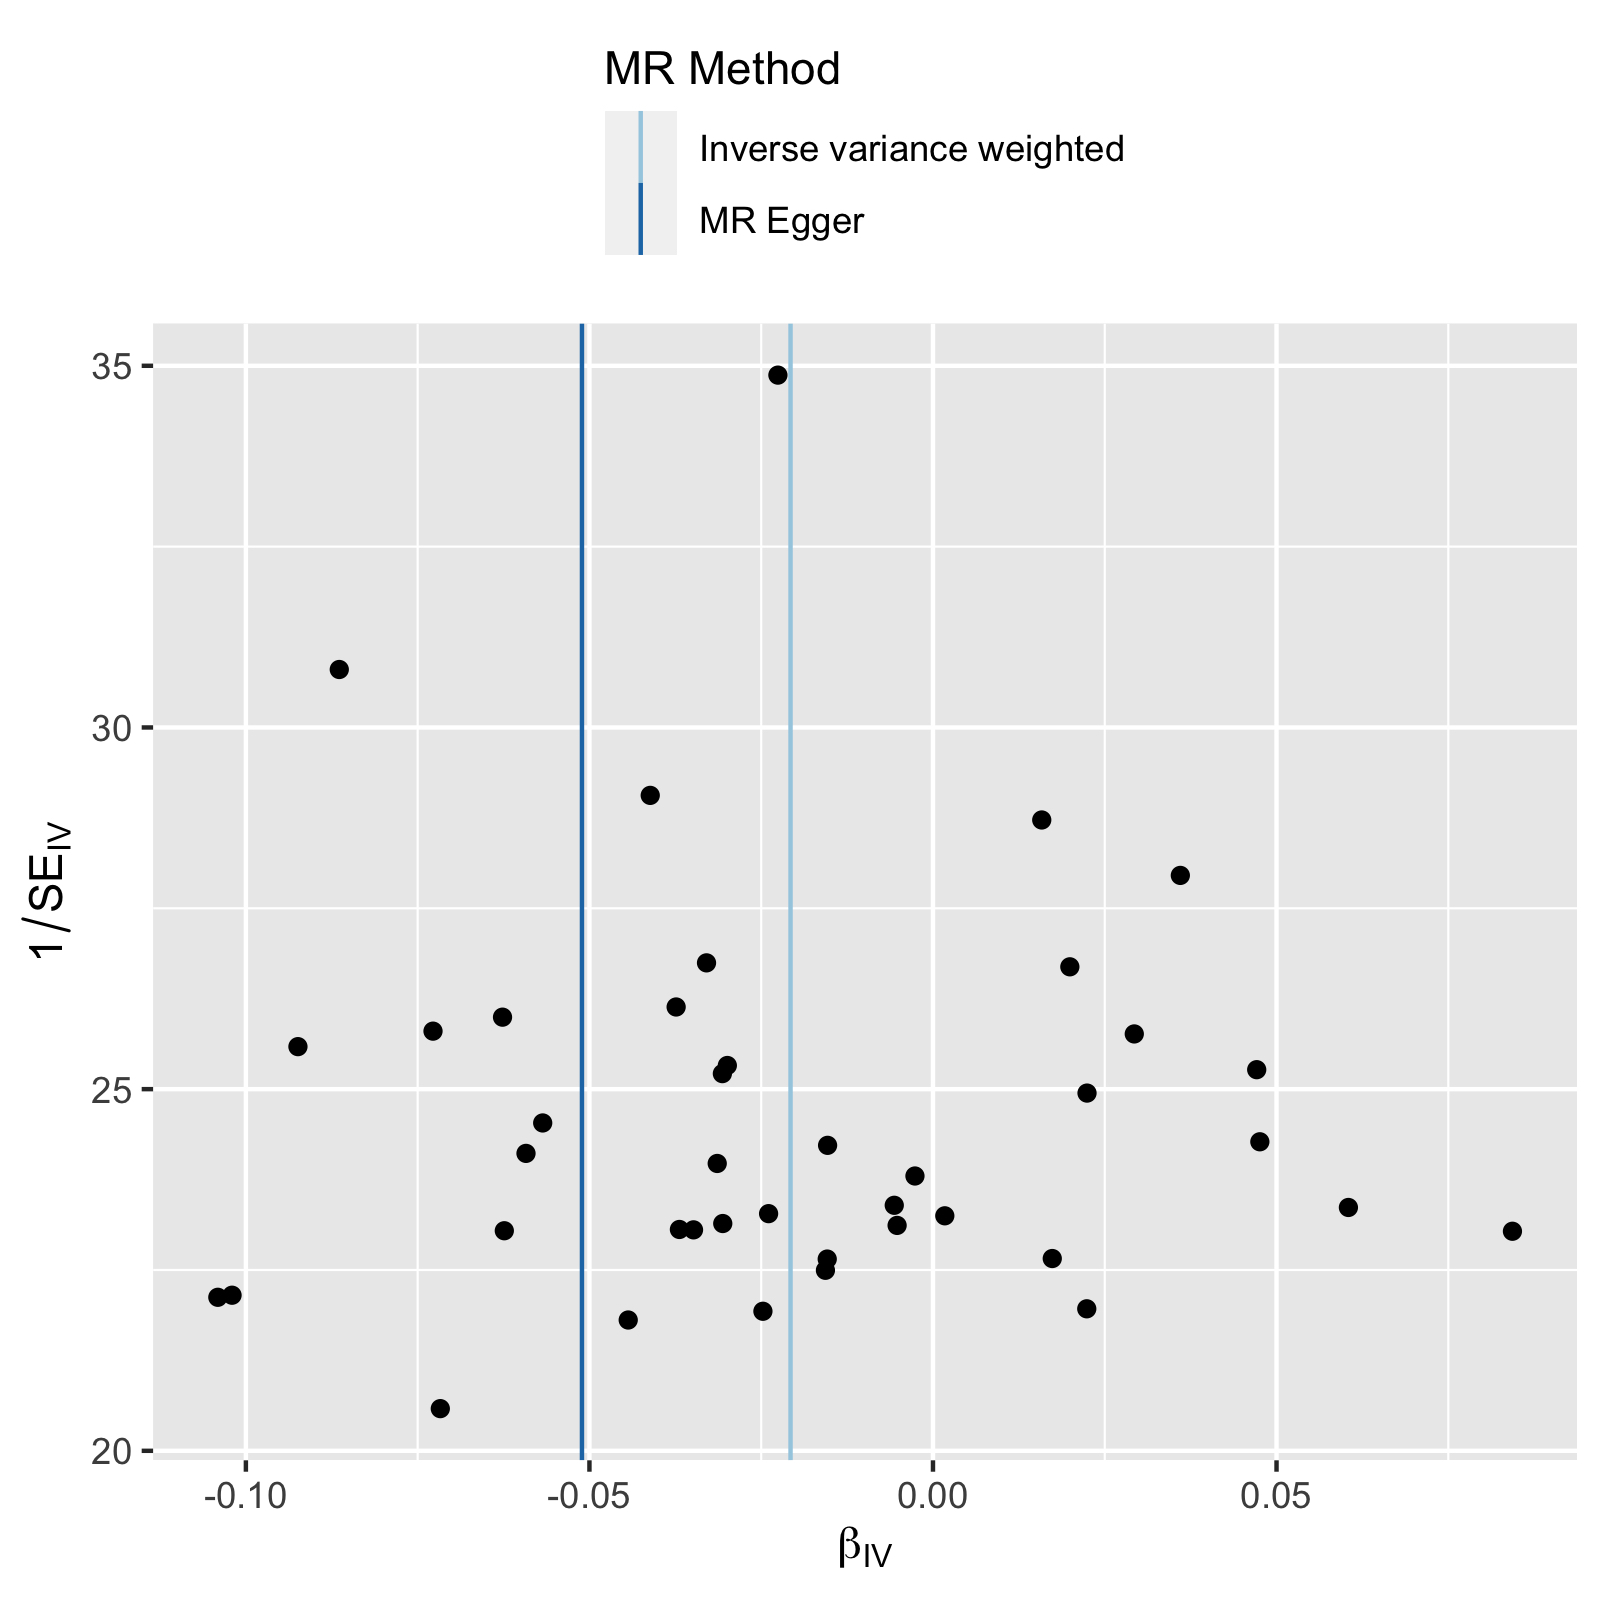 MR Method
Inverse variance weighted
MR Egger
35
30
25
20
1/SE_IV
-0.10
-0.05
0.00
0.05
β_IV